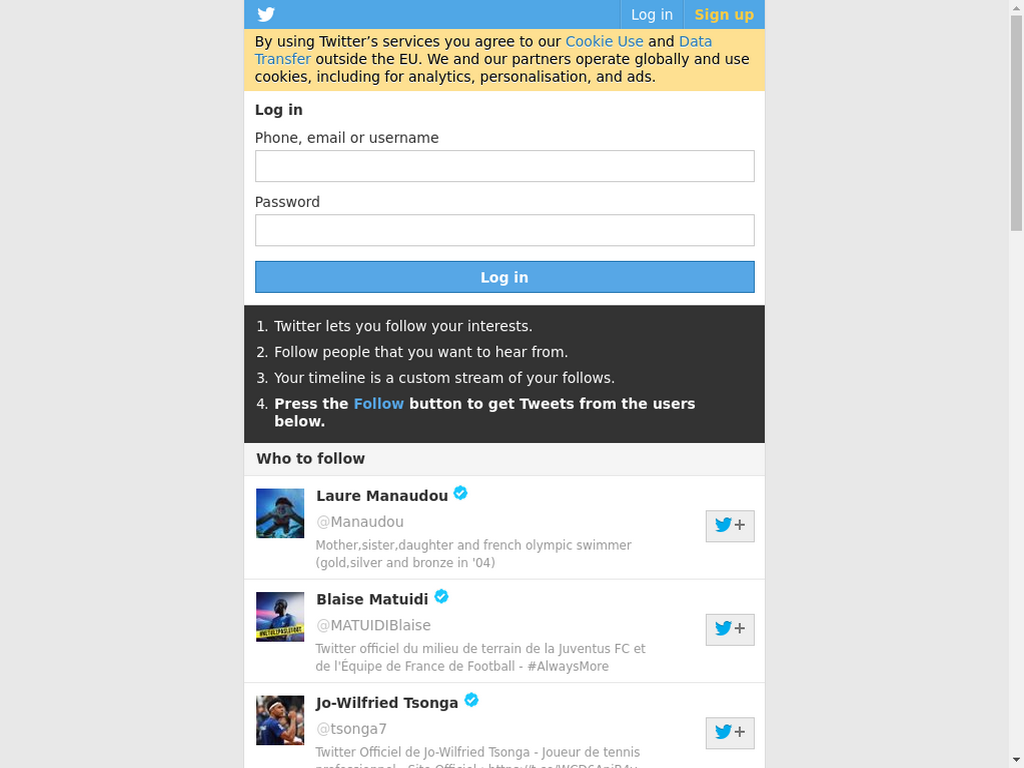 Log in Sign up
By using Twitter’s services you agree to our Cookie Use and Data
Transfer outside the EU. We and our partners operate globally and use
cookies, including for analytics, personalisation, and ads.
Log in
Phone, email or username
Password
Log in
1. Twitter lets you follow your interests.
2. Follow people that you want to hear from.
3. Your timeline is a custom stream of your follows.
4. Press the Follow button to get Tweets from the users
below.
Who to follow
Laure Manaudou
@Manaudou
Mother,sister,daughter and french olympic swimmer
(gold,silver and bronze in '04)
Blaise Matuidi
@MATUIDIBlaise
Twitter officiel du milieu de terrain de la Juventus FC et
de l'Équipe de France de Football - #AlwaysMore
Jo-Wilfried Tsonga
@tsonga7
Twitter Officiel de Jo-Wilfried Tsonga - Joueur de tennis